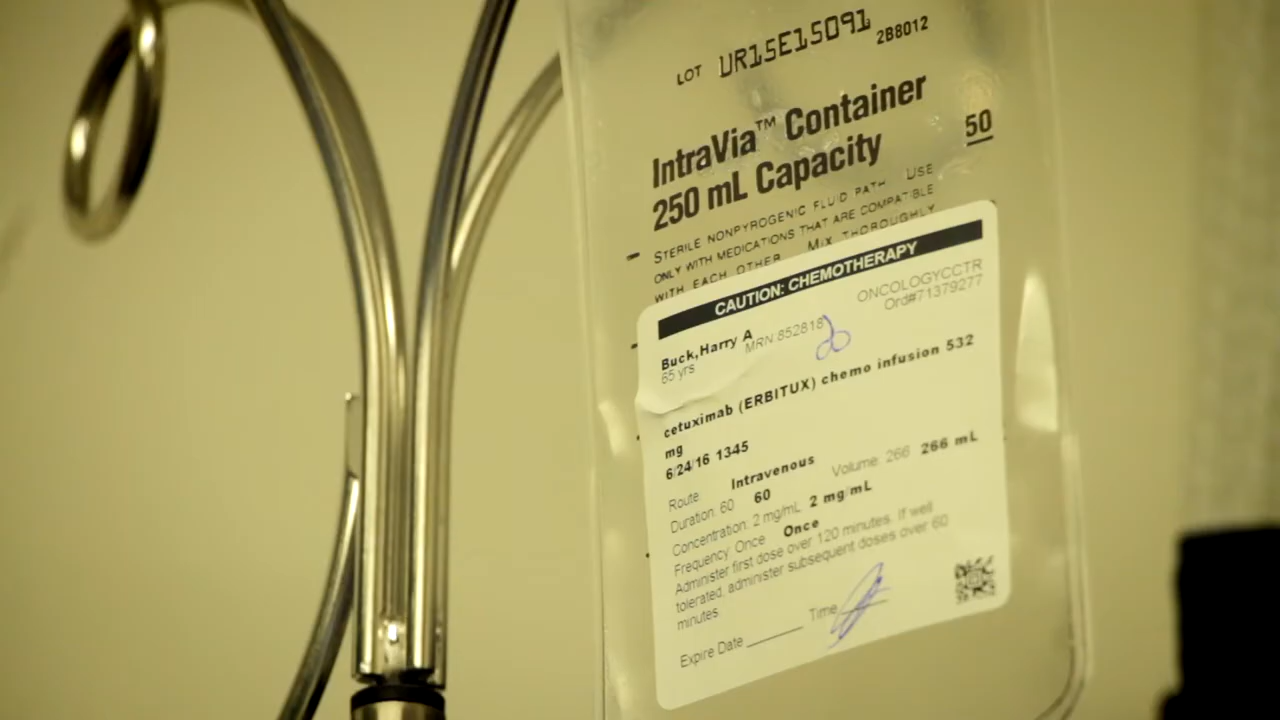 LOT UR15E15091 2B8012
IntraVia™ Container
250 mL Capacity
50
STERILE NONPYROGENIC FLUID PATH USE
ONLY WITH MEDICATIONS THAT ARE COMPATIBLE
WITH EACH OTHER MIX THOROUGHLY
CAUTION: CHEMOTHERAPY
ONCOLOGYCCTR
Ord#71379277
Buck,Harry A MRN 852818
65 yrs
cetuximab (ERBITUX) chemo infusion 532
mg
6/24/16 1345
Route: Intravenous Volume: 266 266 mL
Duration: 60 60
Concentration: 2 mg/mL 2 mg/mL
Frequency: Once Once
Administer first dose over 120 minutes. If well
tolerated, administer subsequent doses over 60
minutes
Expire Date Time